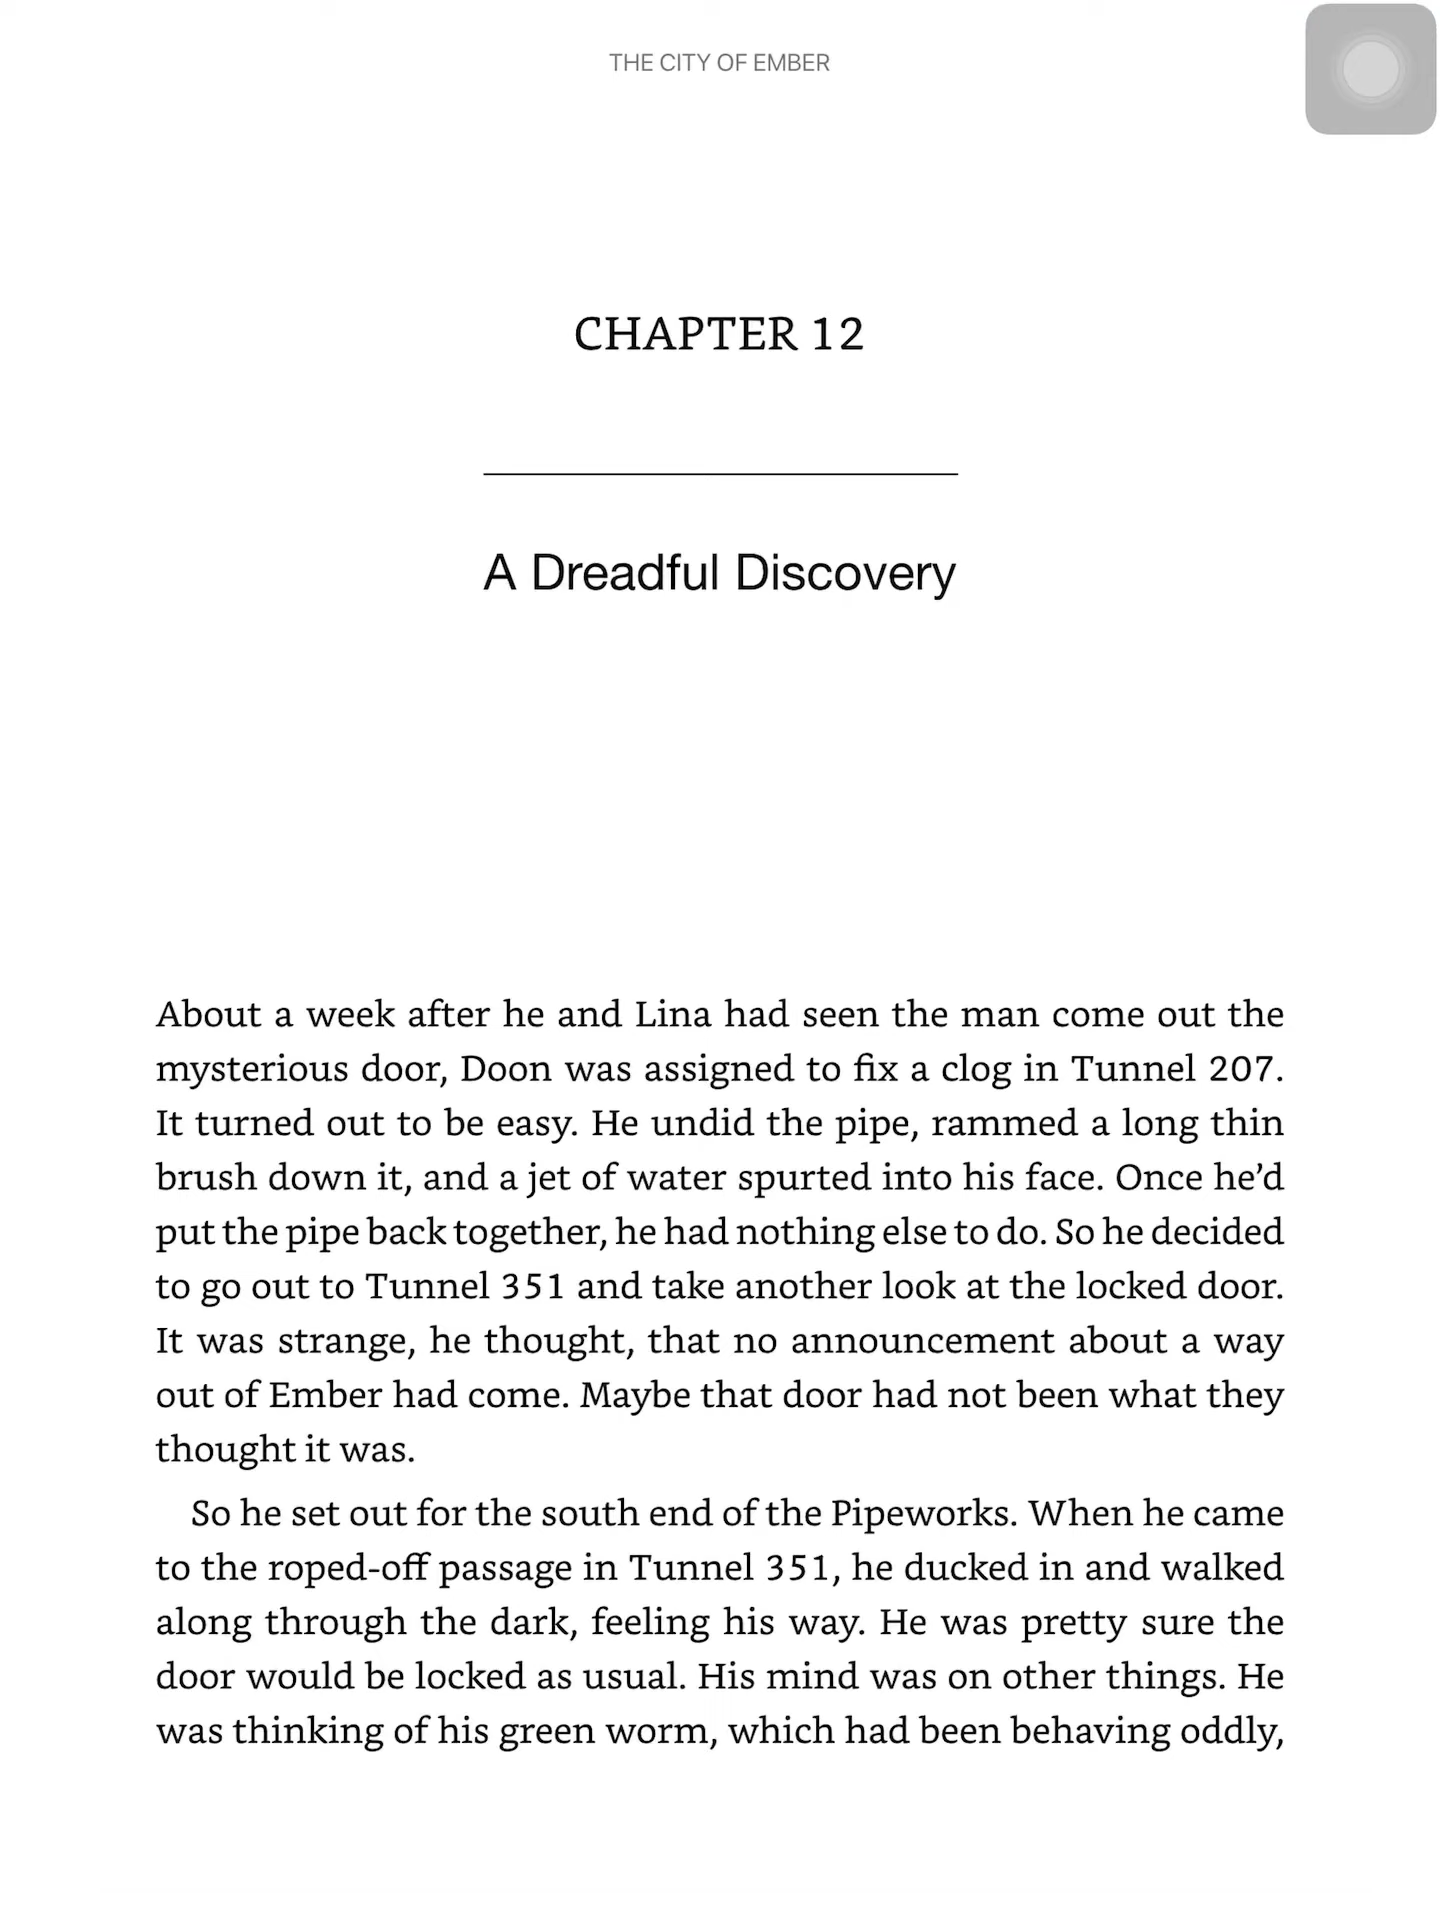 THE CITY OF EMBER
CHAPTER 12
A Dreadful Discovery
About a week after he and Lina had seen the man come out the
mysterious door, Doon was assigned to fix a clog in Tunnel 207.
It turned out to be easy. He undid the pipe, rammed a long thin
brush down it, and a jet of water spurted into his face. Once he’d
put the pipe back together, he had nothing else to do. So he decided
to go out to Tunnel 351 and take another look at the locked door.
It was strange, he thought, that no announcement about a way
out of Ember had come. Maybe that door had not been what they
thought it was.
So he set out for the south end of the Pipeworks. When he came
to the roped-off passage in Tunnel 351, he ducked in and walked
along through the dark, feeling his way. He was pretty sure the
door would be locked as usual. His mind was on other things. He
was thinking of his green worm, which had been behaving oddly,